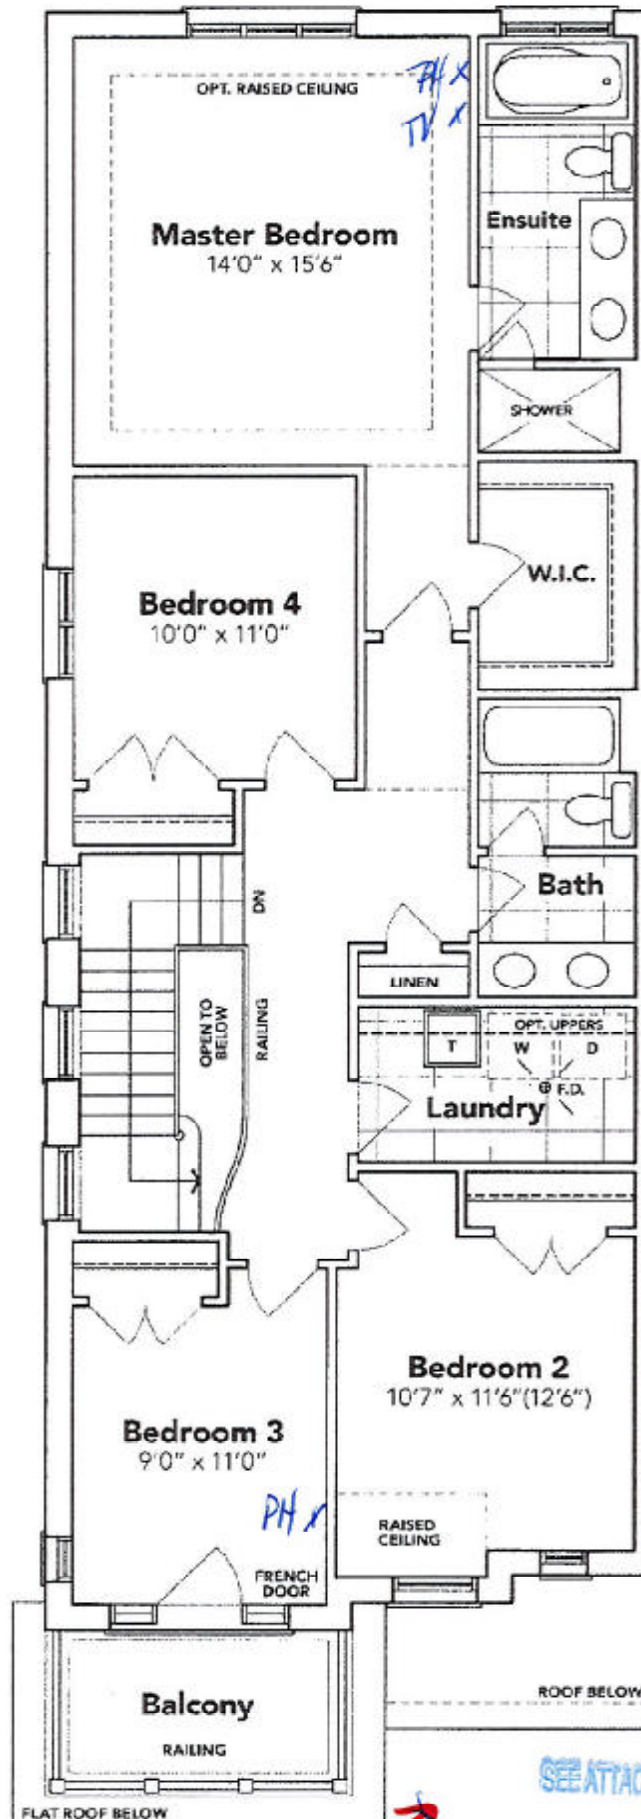 PH X
OPT. RAISED CEILING
TV X
Master Bedroom
14'0" x 15'6"
Ensuite
SHOWER
W.I.C.
Bedroom 4
10'0" x 11'0"
Bath
DN
LINEN
OPEN TO
BELOW
RAILING
OPT. UPPERS
T
W
D
F.D.
Laundry
Bedroom 2
10'7" x 11'6"(12'6")
Bedroom 3
9'0" x 11'0"
PH x
RAISED
CEILING
FRENCH
DOOR
Balcony
RAILING
ROOF BELOW
SEE ATTAC
FLAT ROOF BELOW